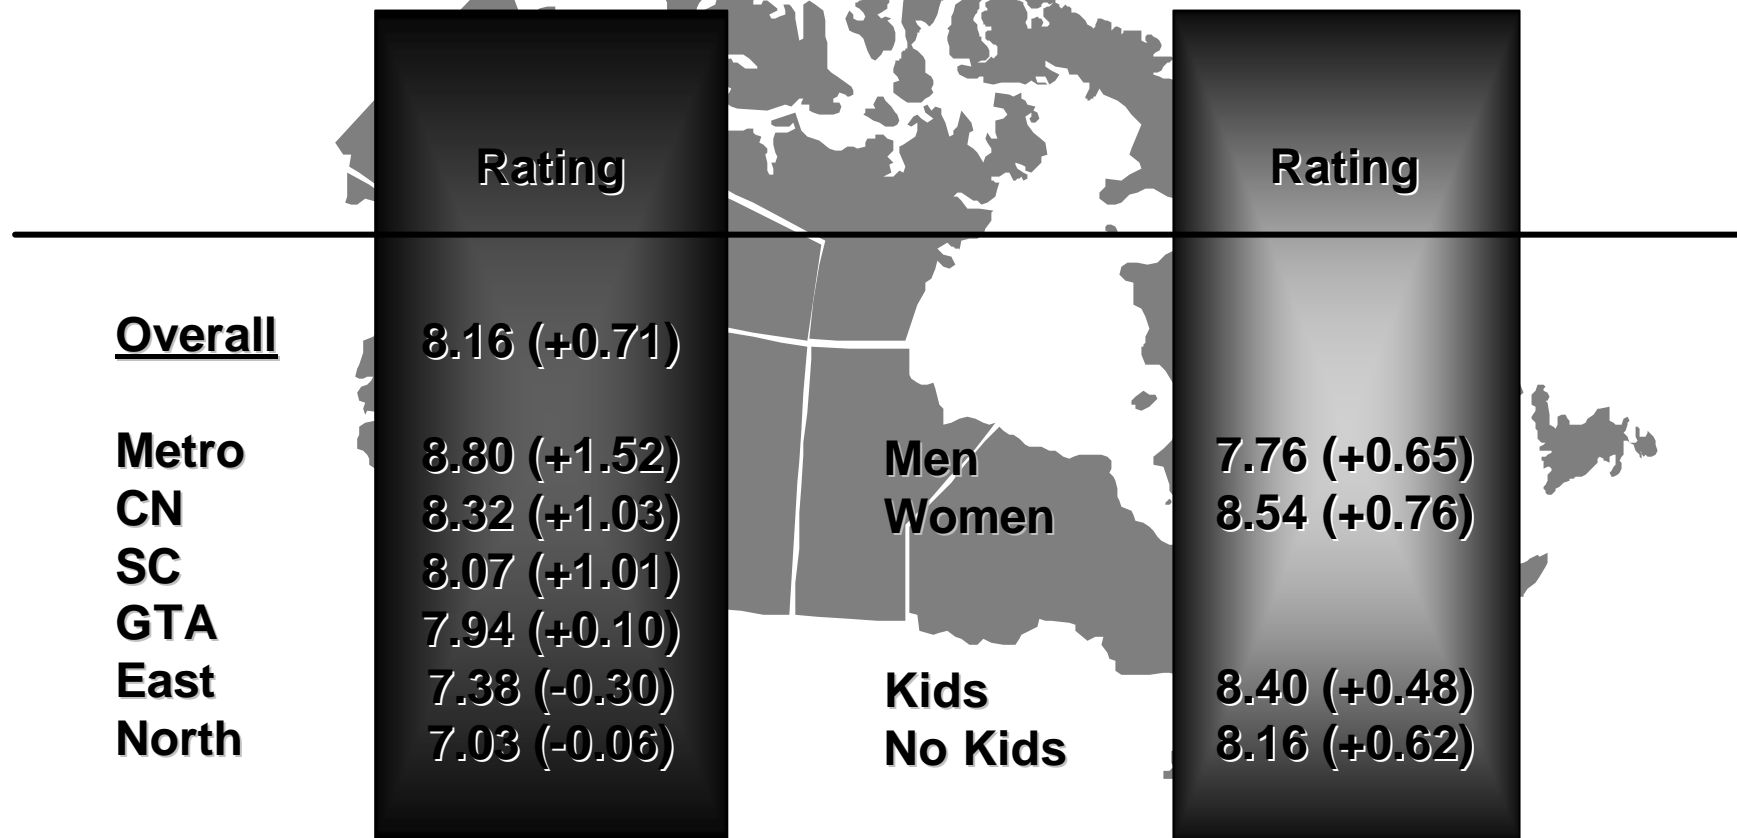 Rating Rating
Overall 8.16 (+0.71)
Metro 8.80 (+1.52) Men 7.76 (+0.65)
CN 8.32 (+1.03) Women 8.54 (+0.76)
SC 8.07 (+1.01)
GTA 7.94 (+0.10)
East 7.38 (-0.30) Kids 8.40 (+0.48)
North 7.03 (-0.06) No Kids 8.16 (+0.62)